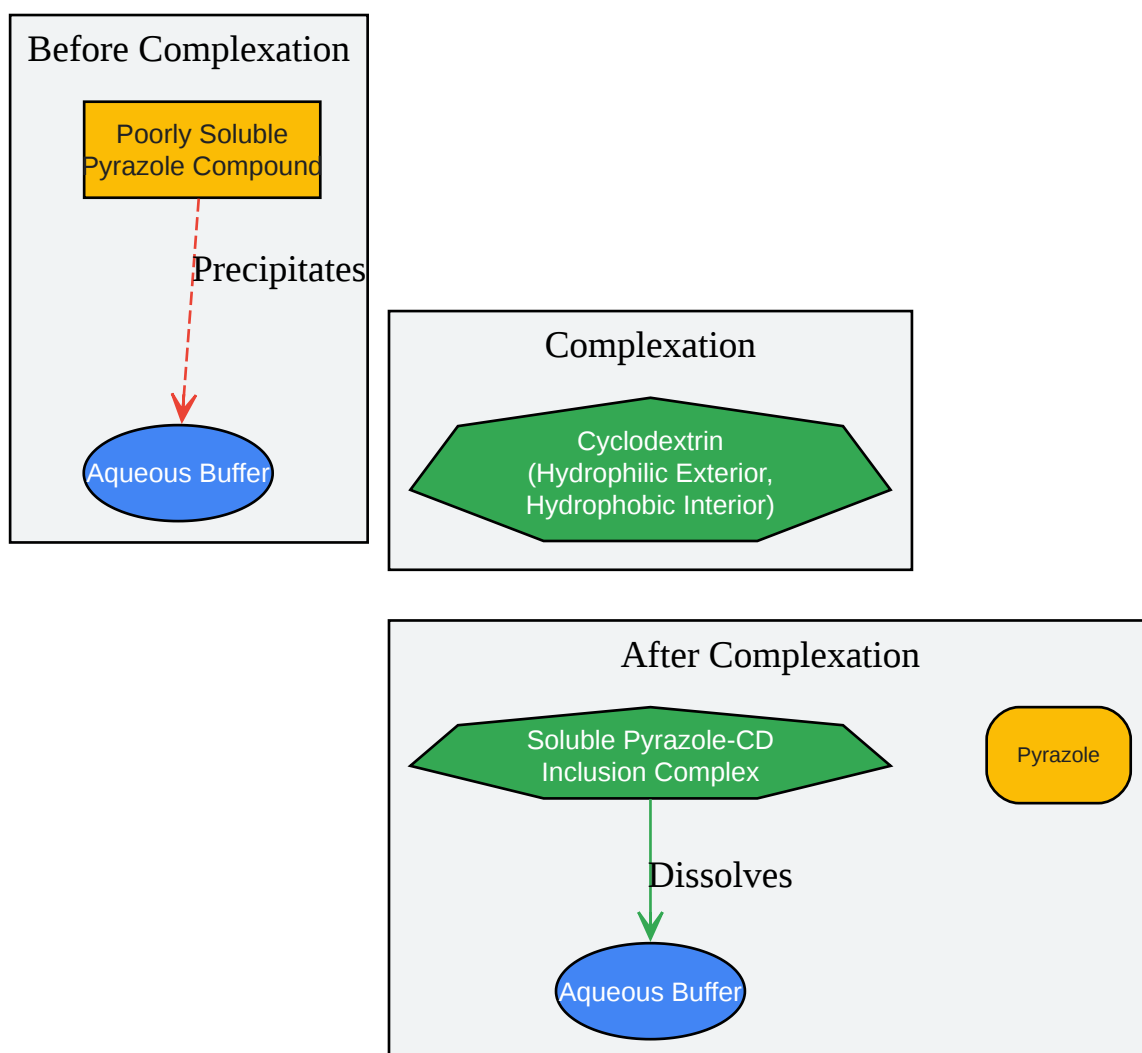 Before Complexation
Poorly Soluble
Pyrazole Compound
Precipitates
Aqueous Buffer
Complexation
Cyclodextrin
(Hydrophilic Exterior,
Hydrophobic Interior)
After Complexation
Soluble Pyrazole-CD
Inclusion Complex
Pyrazole
Dissolves
Aqueous Buffer